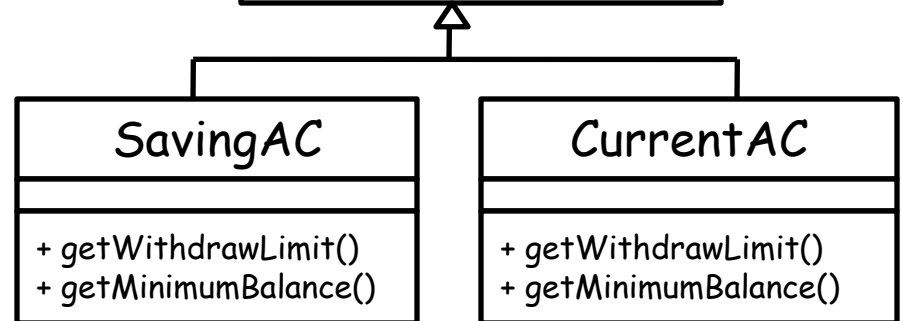 SavingAC
+ getWithdrawLimit()
+ getMinimumBalance()
CurrentAC
+ getWithdrawLimit()
+ getMinimumBalance()